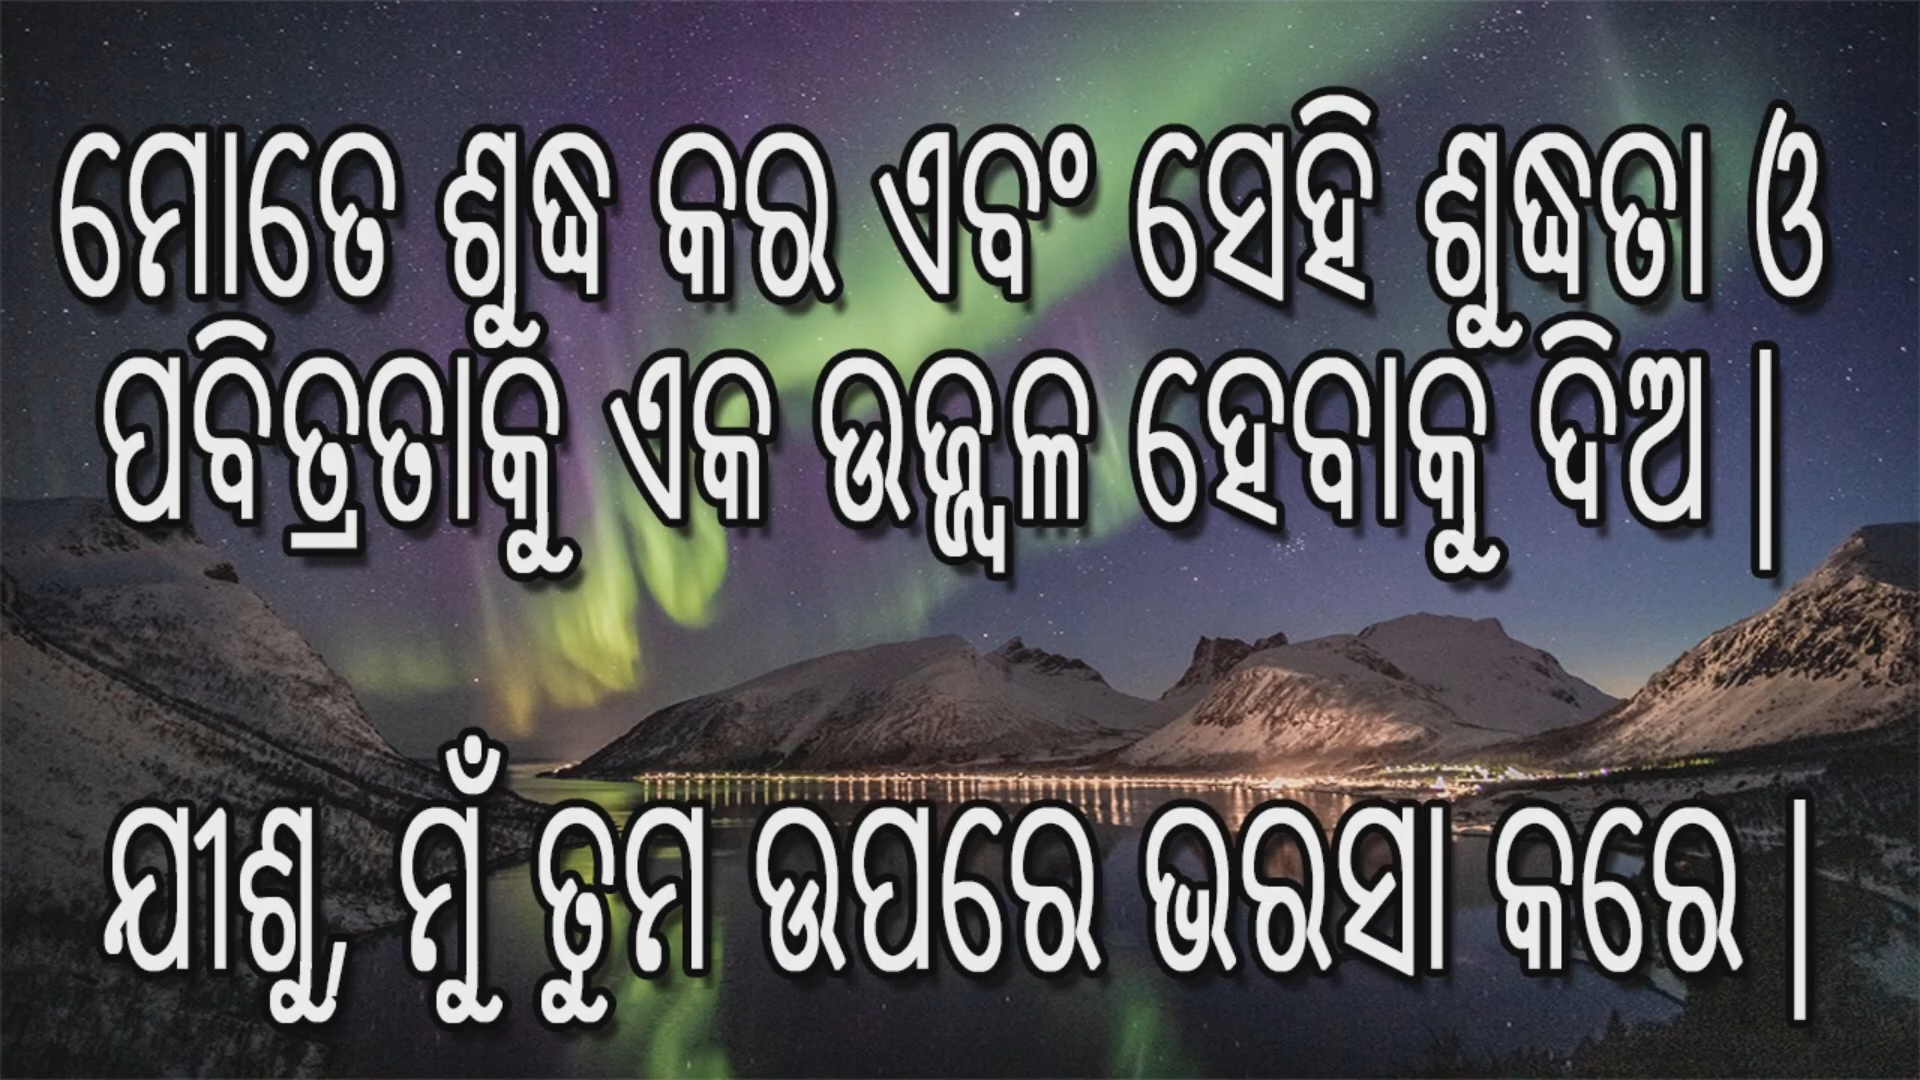 ମୋତେ ଶୁଦ୍ଧ କର ଏବଂ ସେହି ଶୁଦ୍ଧତା ଓ
ପବିତ୍ରତାକୁ ଏକ ଉଜ୍ଜ୍ୱଳ ହେବାକୁ ଦିଅ |
ଯୀଶୁ, ମୁଁ ତୁମ ଉପରେ ଭରସା କରେ |